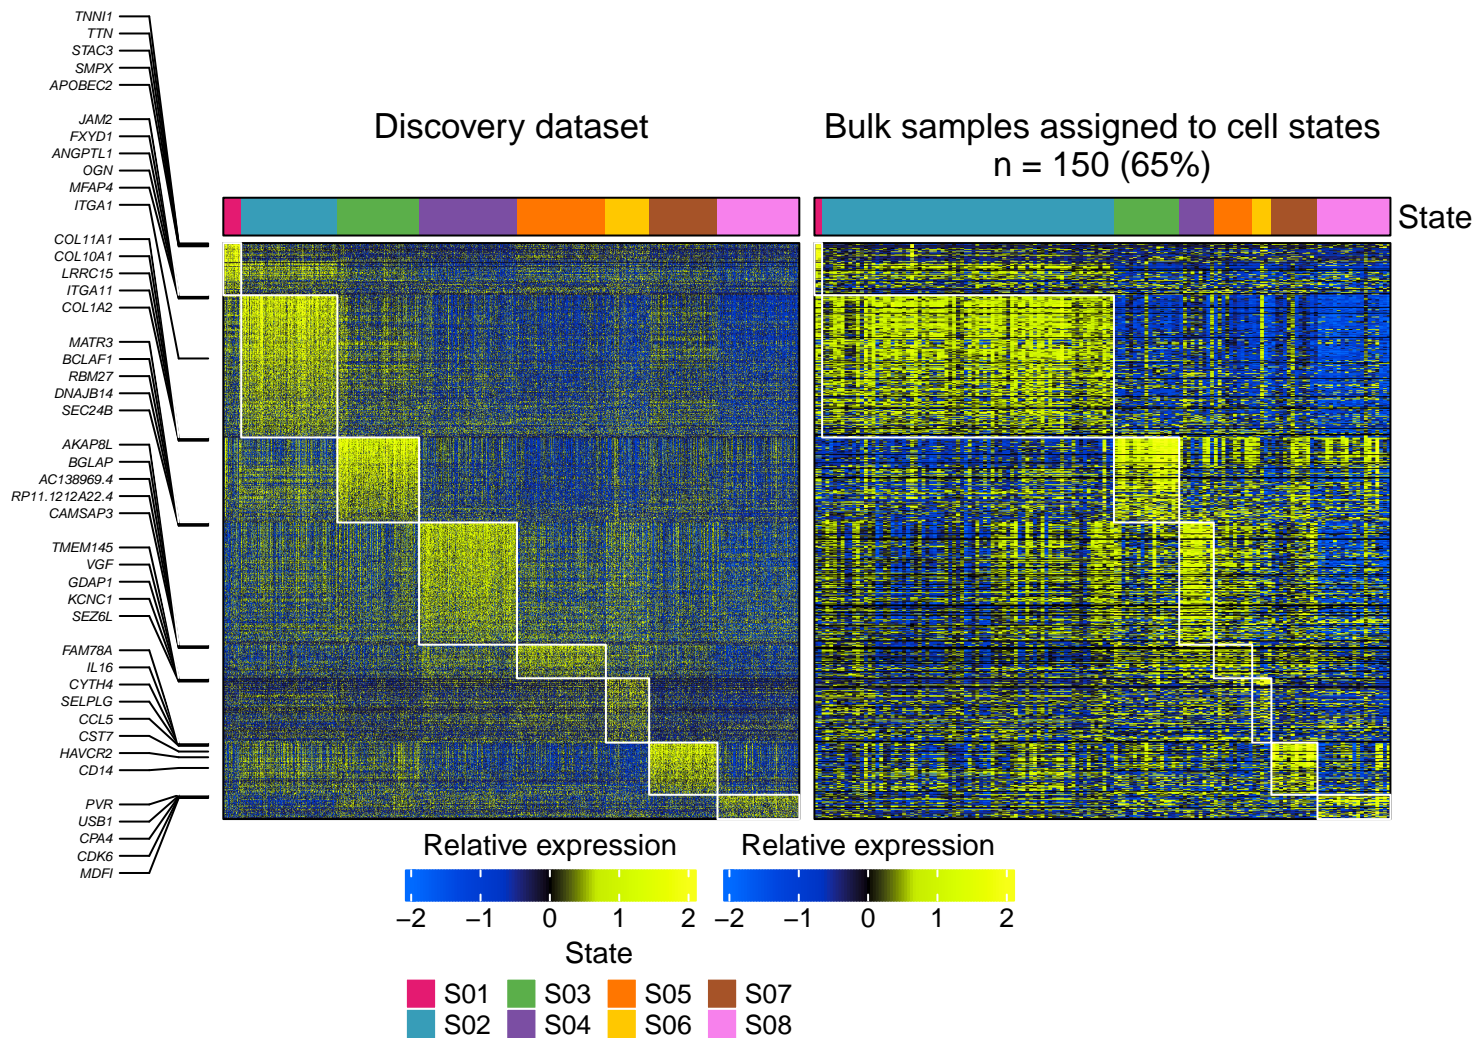 TNNI1
TTN
STAC3
SMPX
APOBEC2
JAM2
FXYD1
ANGPTL1
OGN
MFAP4
ITGA1
COL11A1
COL10A1
LRRC15
ITGA11
COL1A2
MATR3
BCLAF1
RBM27
DNAJB14
SEC24B
AKAP8L
BGLAP
AC138969.4
RP11.1212A22.4
CAMSAP3
TMEM145
VGF
GDAP1
KCNC1
SEZ6L
FAM78A
IL16
CYTH4
SELPLG
CCL5
CST7
HAVCR2
CD14
PVR
USB1
CPA4
CDK6
MDFI
Discovery dataset
Bulk samples assigned to cell states
n = 150 (65%)
State
Relative expression
−2 −1 0 1 2
Relative expression
−2 −1 0 1 2
State
S01 S03 S05 S07
S02 S04 S06 S08